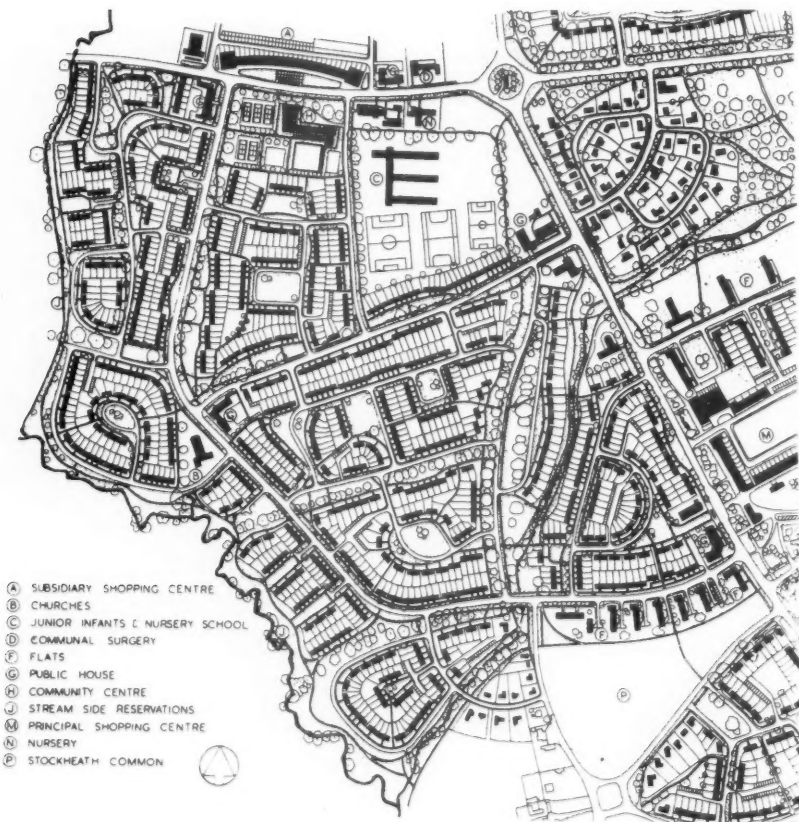 A
D
N
C
G
F
M
G
B
G
F
F
P
A SUBSIDIARY SHOPPING CENTRE
B CHURCHES
C JUNIOR INFANTS & NURSERY SCHOOL
D COMMUNAL SURGERY
F FLATS
G PUBLIC HOUSE
H COMMUNITY CENTRE
J STREAM SIDE RESERVATIONS
M PRINCIPAL SHOPPING CENTRE
N NURSERY
P STOCKHEATH COMMON